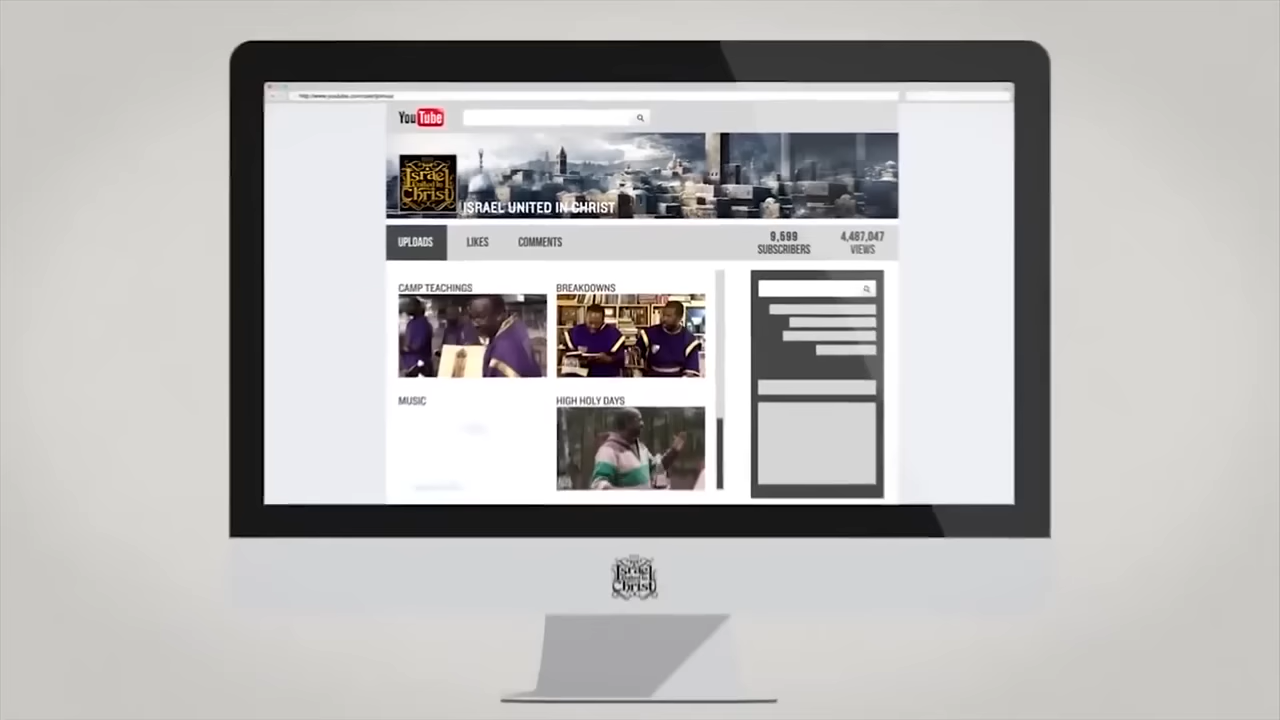 YouTube
Israel
United In
Christ
ISRAEL UNITED IN CHRIST
UPLOADS
LIKES
COMMENTS
9,599
SUBSCRIBERS
4,487,047
VIEWS
CAMP TEACHINGS
BREAKDOWNS
MUSIC
HIGH HOLY DAYS
Israel
United In
Christ